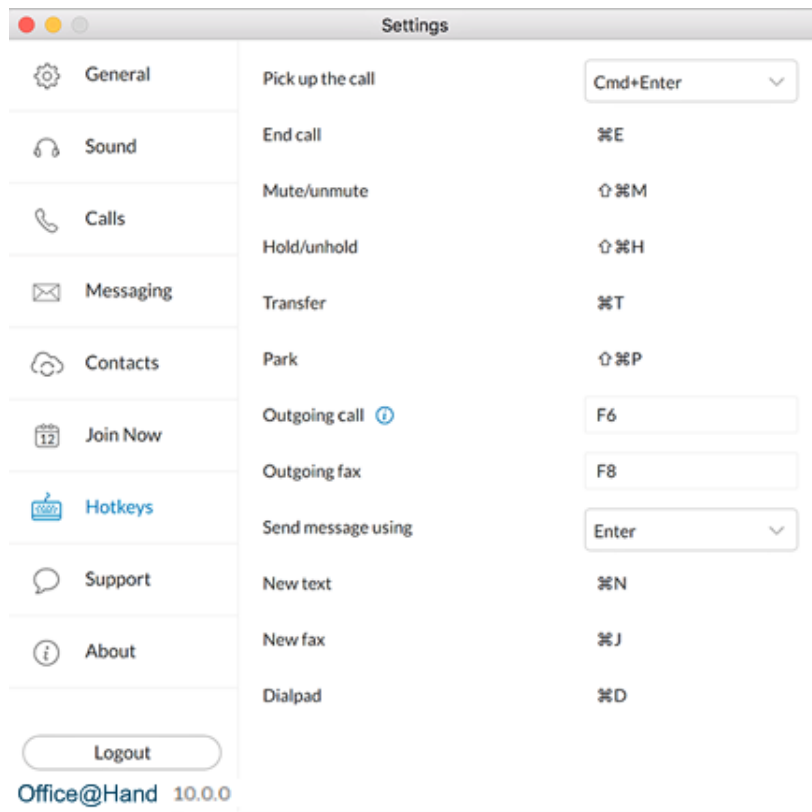 Settings
General
Sound
Calls
Messaging
Contacts
12
Join Now
Hotkeys
Support
About
Logout
Office@Hand 10.0.0
Pick up the call Cmd+Enter
End call ⌘E
Mute/unmute ⇧⌘M
Hold/unhold ⇧⌘H
Transfer ⌘T
Park ⇧⌘P
Outgoing call F6
Outgoing fax F8
Send message using Enter
New text ⌘N
New fax ⌘J
Dialpad ⌘D